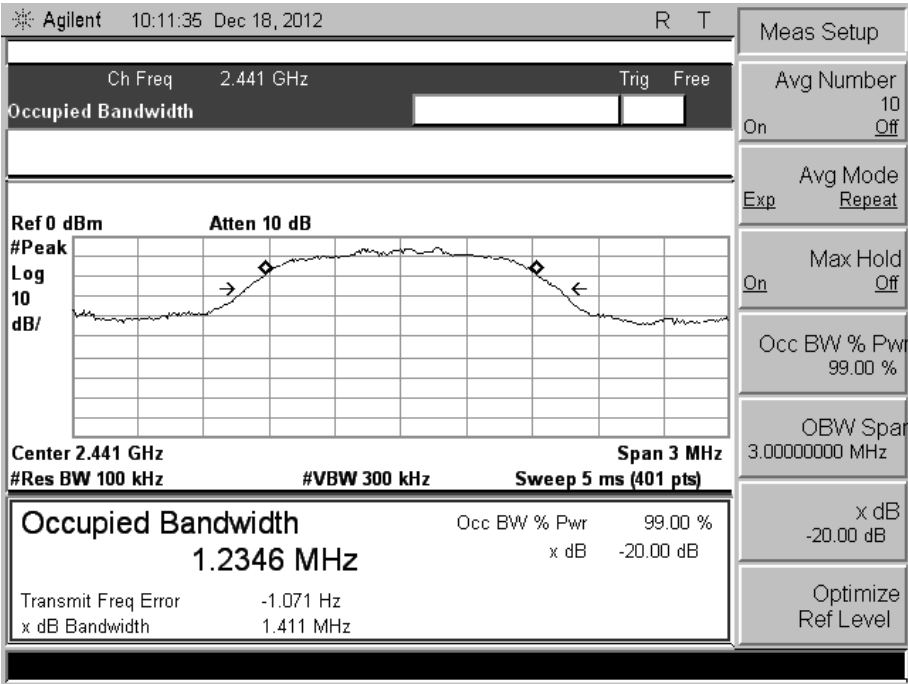 Agilent 10:11:35 Dec 18, 2012 R T
Ch Freq 2.441 GHz Trig Free
Occupied Bandwidth
Ref 0 dBm Atten 10 dB
#Peak
Log
10
dB/
Center 2.441 GHz Span 3 MHz
#Res BW 100 kHz #VBW 300 kHz Sweep 5 ms (401 pts)
Occupied Bandwidth Occ BW % Pwr 99.00 %
1.2346 MHz x dB -20.00 dB
Transmit Freq Error -1.071 Hz
x dB Bandwidth 1.411 MHz
Meas Setup
Avg Number
10
On Off
Avg Mode
Exp Repeat
Max Hold
On Off
Occ BW % Pwr
99.00 %
OBW Spar
3.00000000 MHz
x dB
-20.00 dB
Optimize
Ref Level